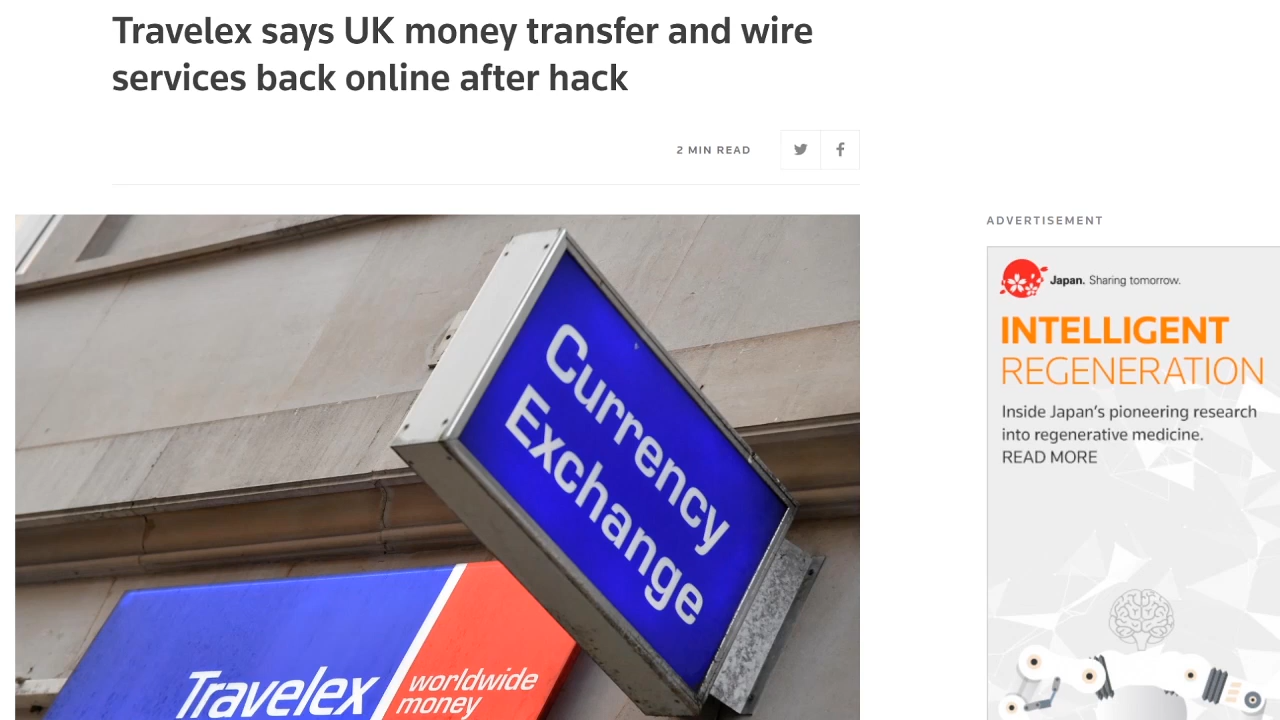 Travelex says UK money transfer and wire
services back online after hack
2 MIN READ
ADVERTISEMENT
Japan. Sharing tomorrow.
INTELLIGENT
REGENERATION
Inside Japan's pioneering research
into regenerative medicine.
READ MORE
Currency
Exchange
Travelex
worldwide
money